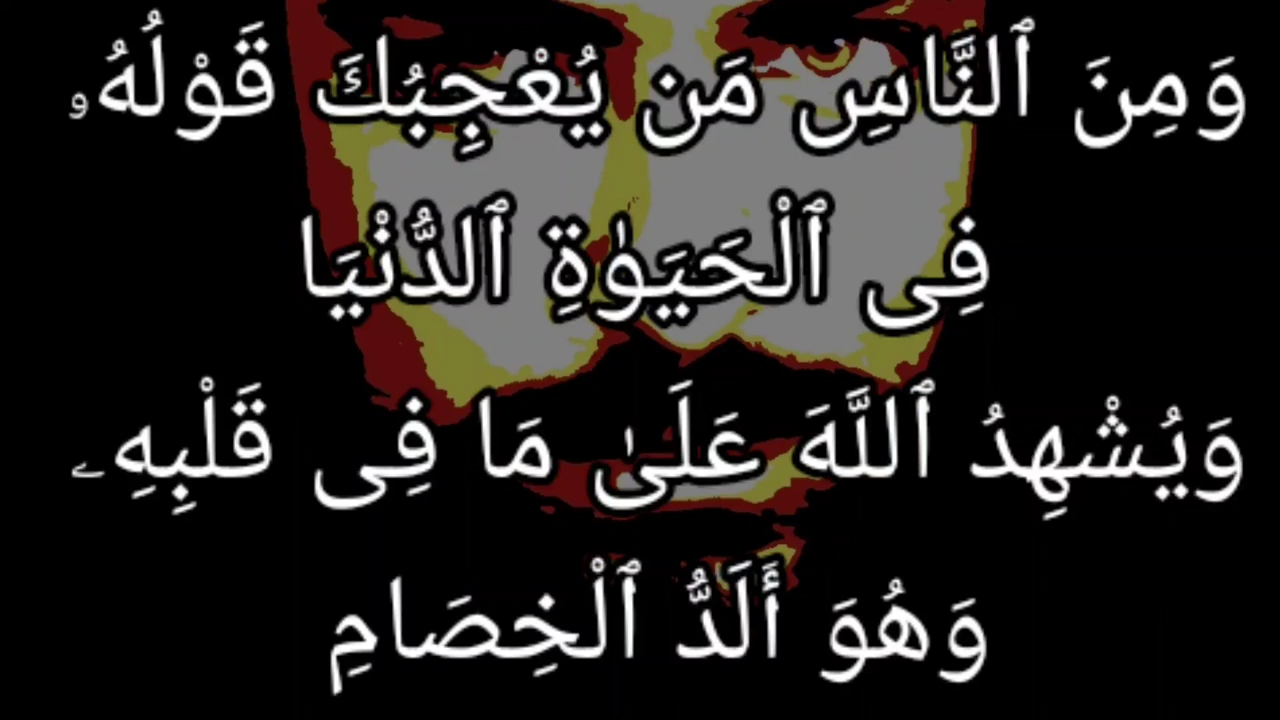 وَمِنَ ٱلنَّاسِ مَن يُعْجِبُكَ قَوْلُهُۥ
فِى ٱلْحَيَوٰةِ ٱلدُّنْيَا
وَيُشْهِدُ ٱللَّهَ عَلَىٰ مَا فِى قَلْبِهِۦ
وَهُوَ أَلَدُّ ٱلْخِصَامِ